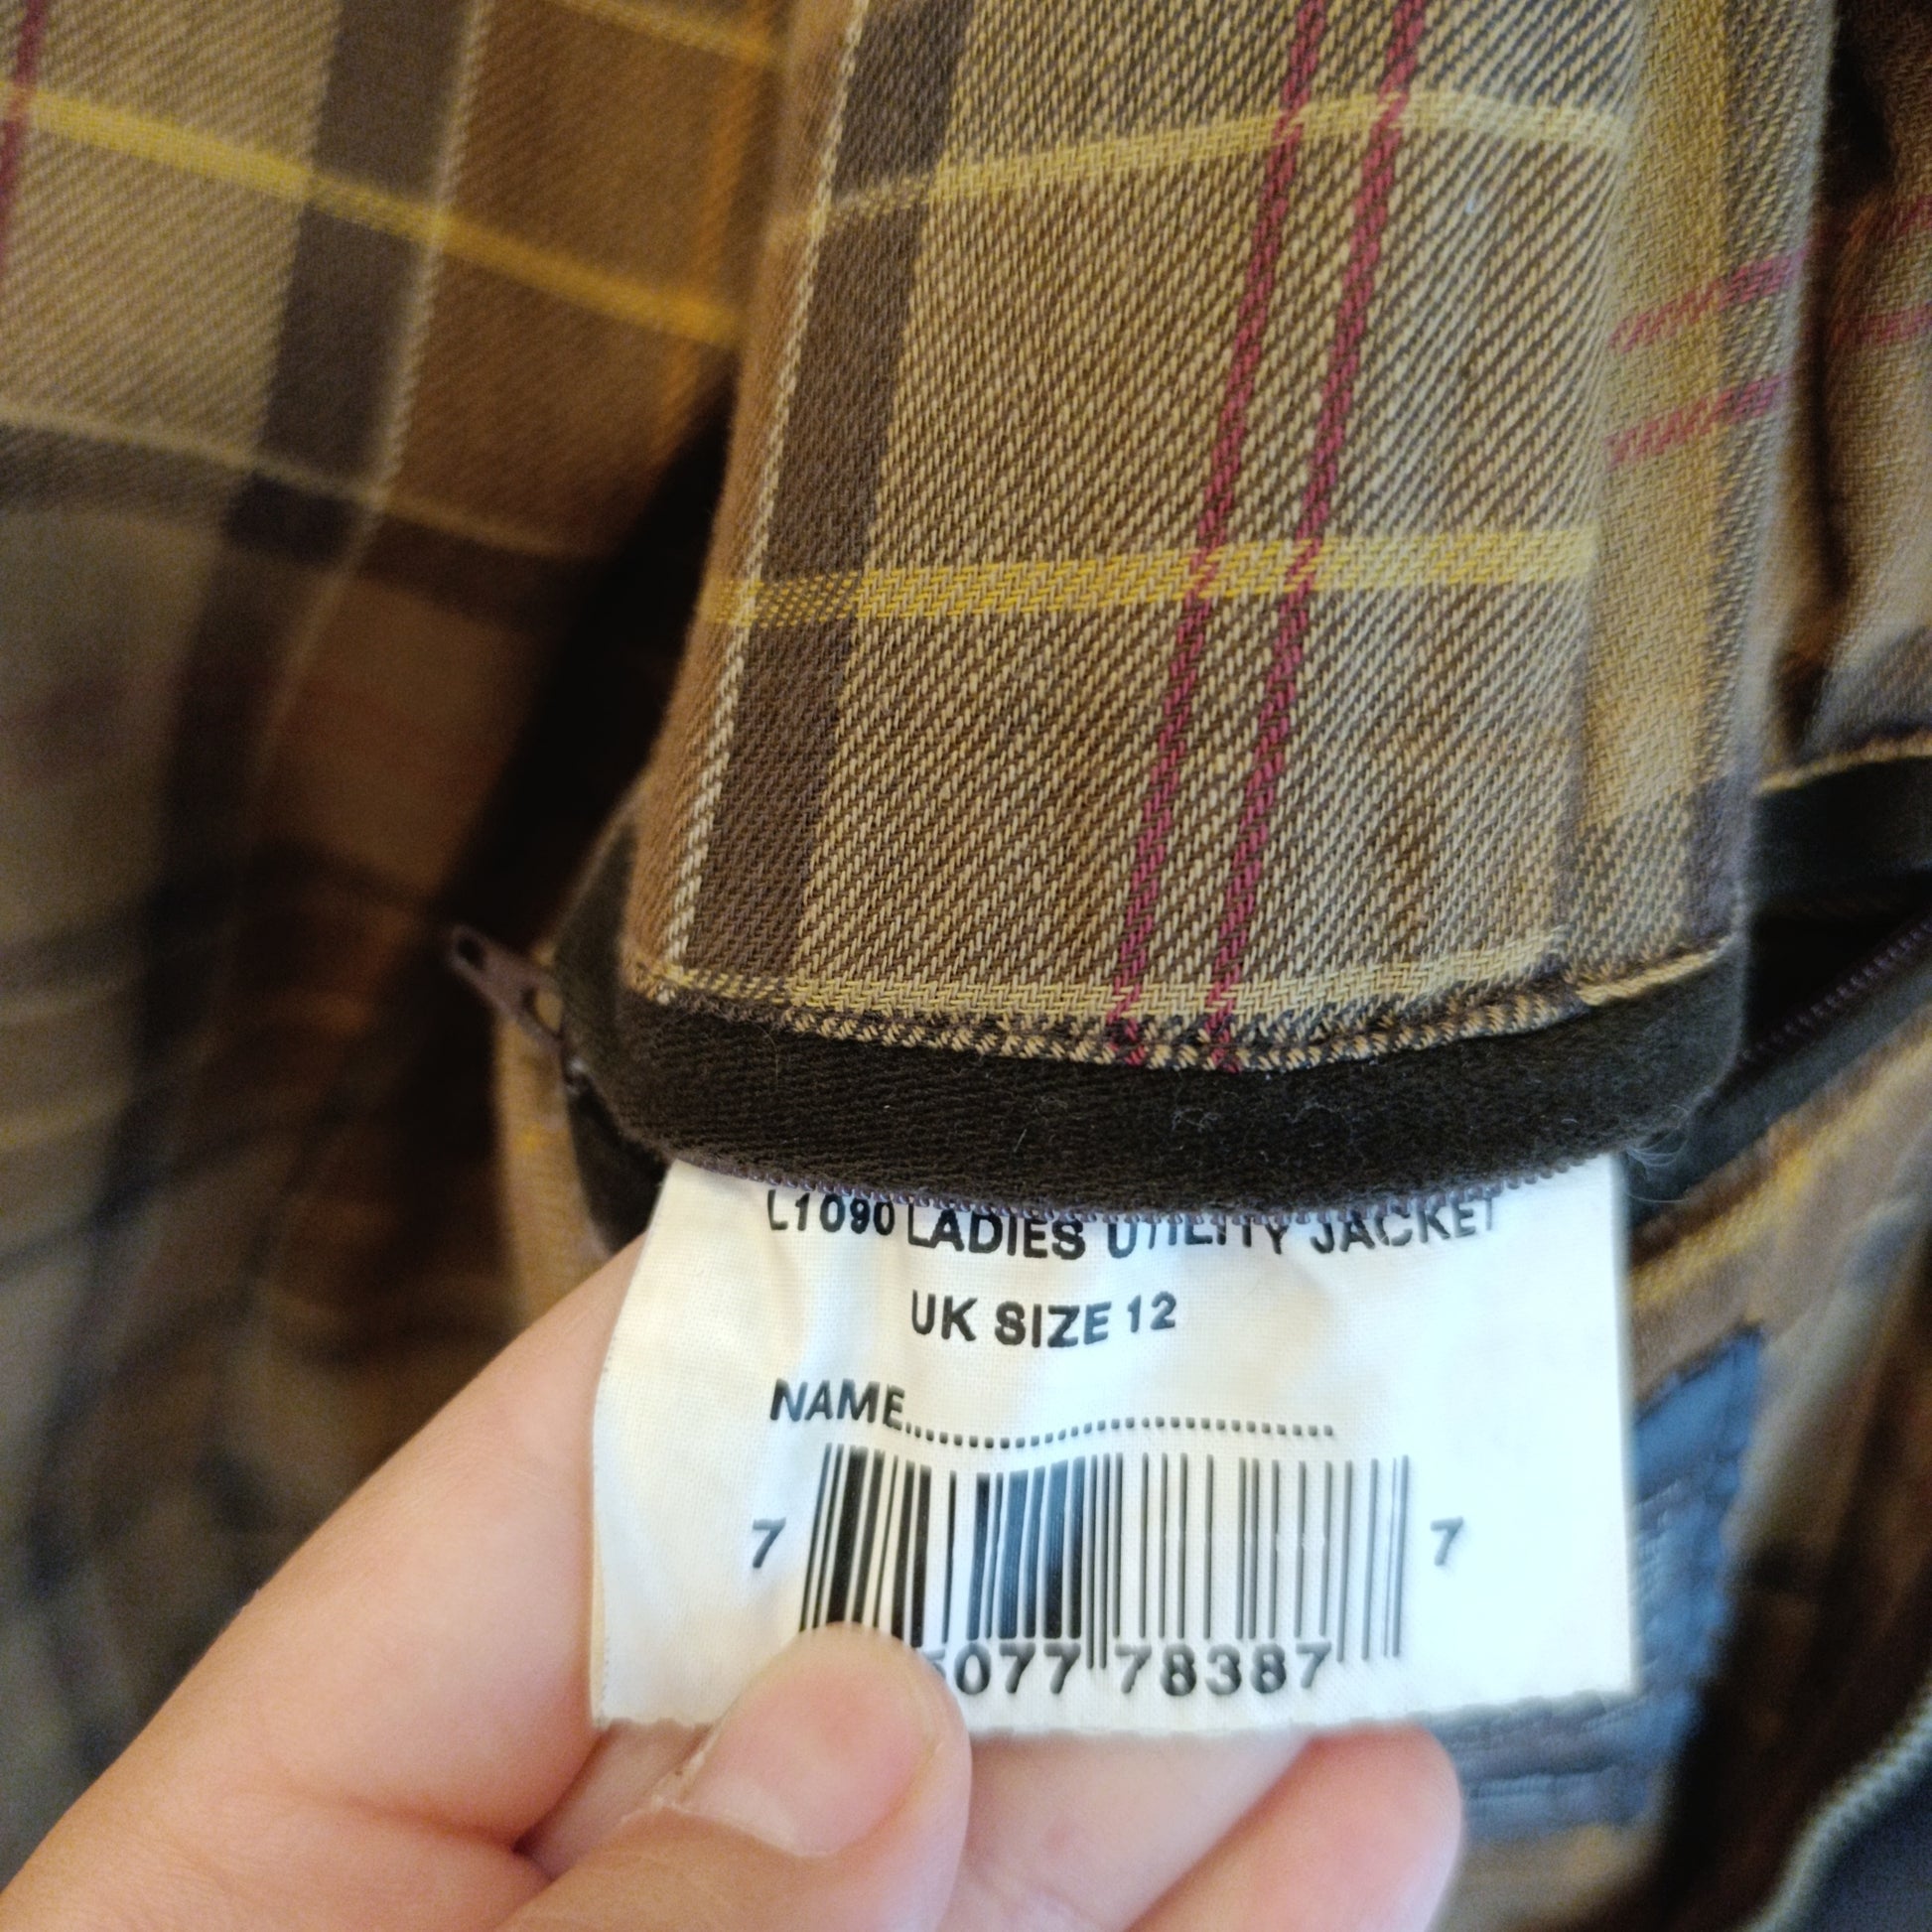 L1090 LADIES UTILITY JACKET
UK SIZE 12
NAME.............................
7 7
5077 78387